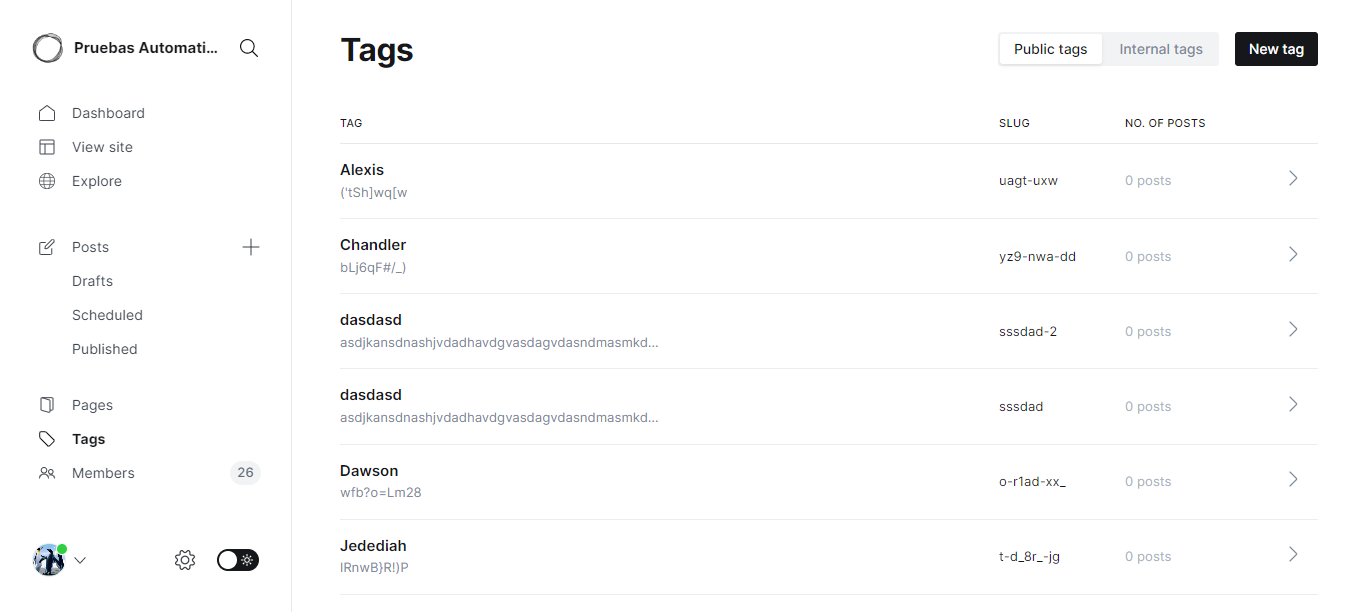 Pruebas Automati...
Dashboard
View site
Explore
Posts
Drafts
Scheduled
Published
Pages
Tags
Members 26
Tags
Public tags Internal tags New tag
TAG SLUG NO. OF POSTS
Alexis
('tSh]wq[w
uagt-uxw 0 posts
Chandler
bLj6qF#/_)
yz9-nwa-dd 0 posts
dasdasd
asdjkansdnashjvdadhavdgvasdagvdasndmasmkd...
sssdad-2 0 posts
dasdasd
asdjkansdnashjvdadhavdgvasdagvdasndmasmkd...
sssdad 0 posts
Dawson
wfb?o=Lm28
o-r1ad-xx_ 0 posts
Jedediah
lRnwB}R!)P
t-d_8r_-jg 0 posts